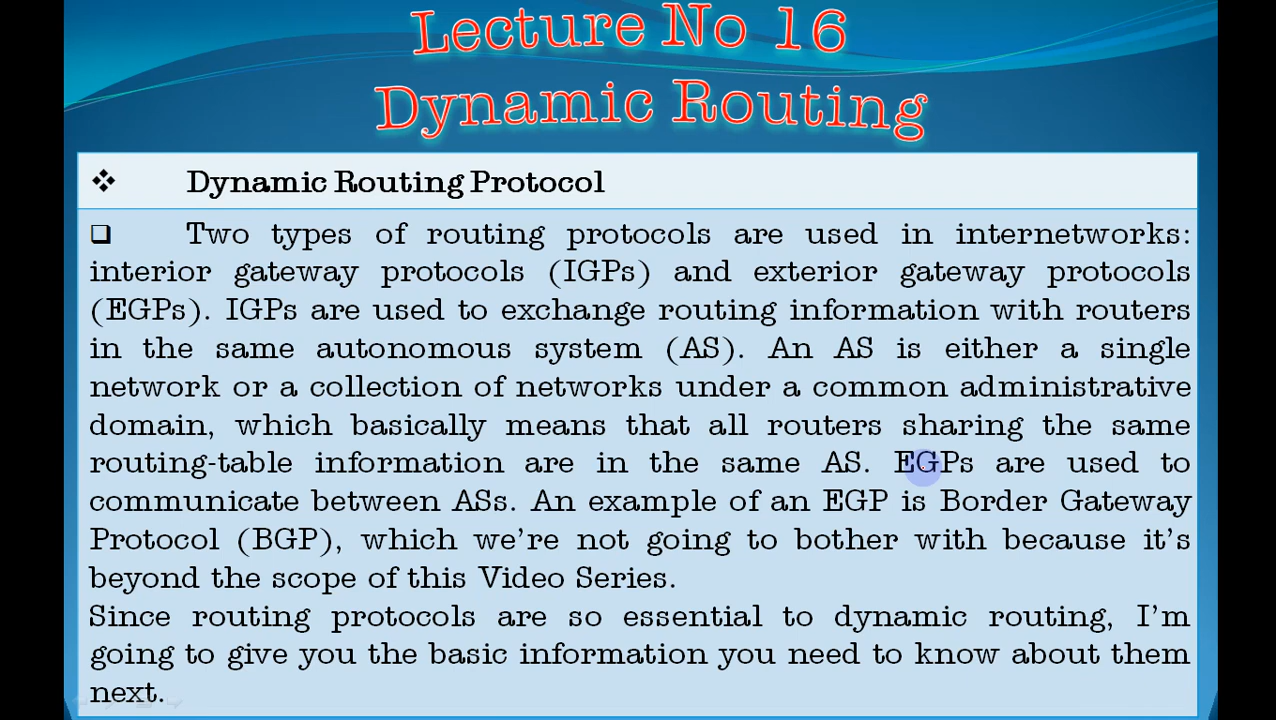 Lecture No 16
Dynamic Routing
❖ Dynamic Routing Protocol
❑ Two types of routing protocols are used in internetworks:
interior gateway protocols (IGPs) and exterior gateway protocols
(EGPs). IGPs are used to exchange routing information with routers
in the same autonomous system (AS). An AS is either a single
network or a collection of networks under a common administrative
domain, which basically means that all routers sharing the same
routing-table information are in the same AS. EGPs are used to
communicate between ASs. An example of an EGP is Border Gateway
Protocol (BGP), which we’re not going to bother with because it’s
beyond the scope of this Video Series.
Since routing protocols are so essential to dynamic routing, I’m
going to give you the basic information you need to know about them
next.